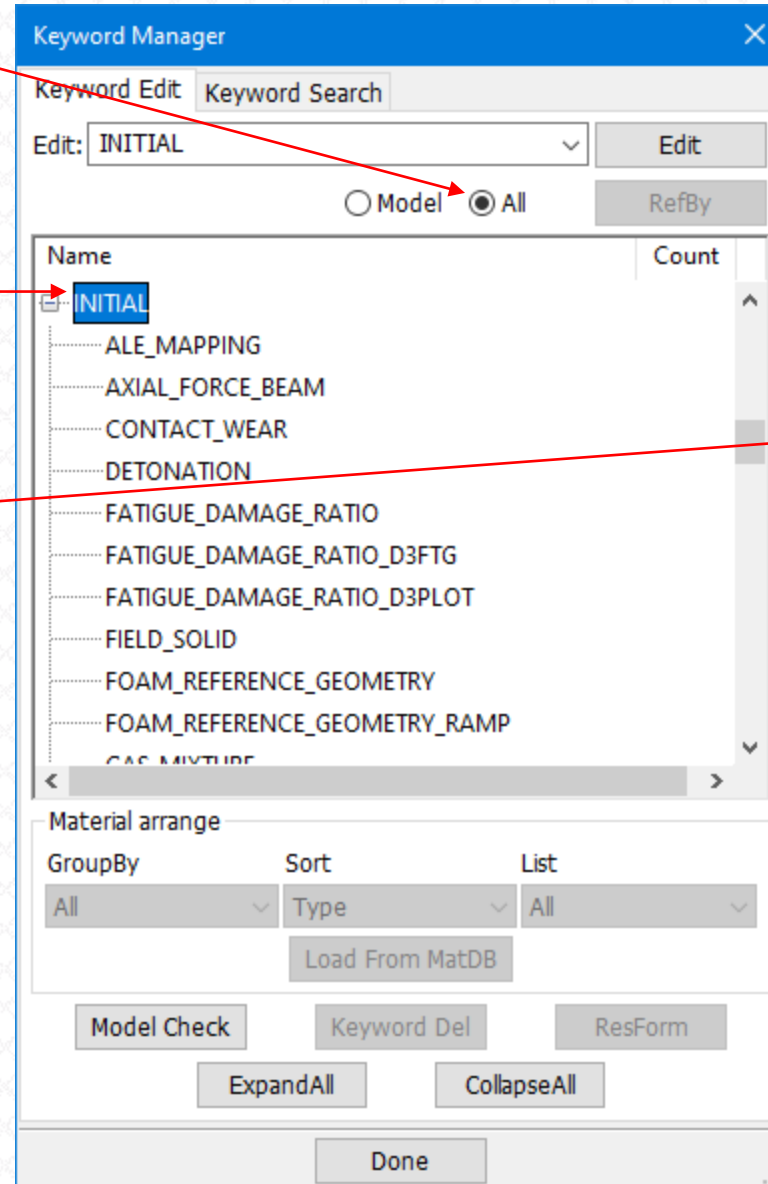 Keyword Manager
Keyword Edit Keyword Search
Edit: INITIAL Edit
Model All RefBy
Name Count
INITIAL
ALE_MAPPING
AXIAL_FORCE_BEAM
CONTACT_WEAR
DETONATION
FATIGUE_DAMAGE_RATIO
FATIGUE_DAMAGE_RATIO_D3FTG
FATIGUE_DAMAGE_RATIO_D3PLOT
FIELD_SOLID
FOAM_REFERENCE_GEOMETRY
FOAM_REFERENCE_GEOMETRY_RAMP
GAS_MIXTURE
Material arrange
GroupBy Sort List
All Type All
Load From MatDB
Model Check Keyword Del ResForm
ExpandAll CollapseAll
Done